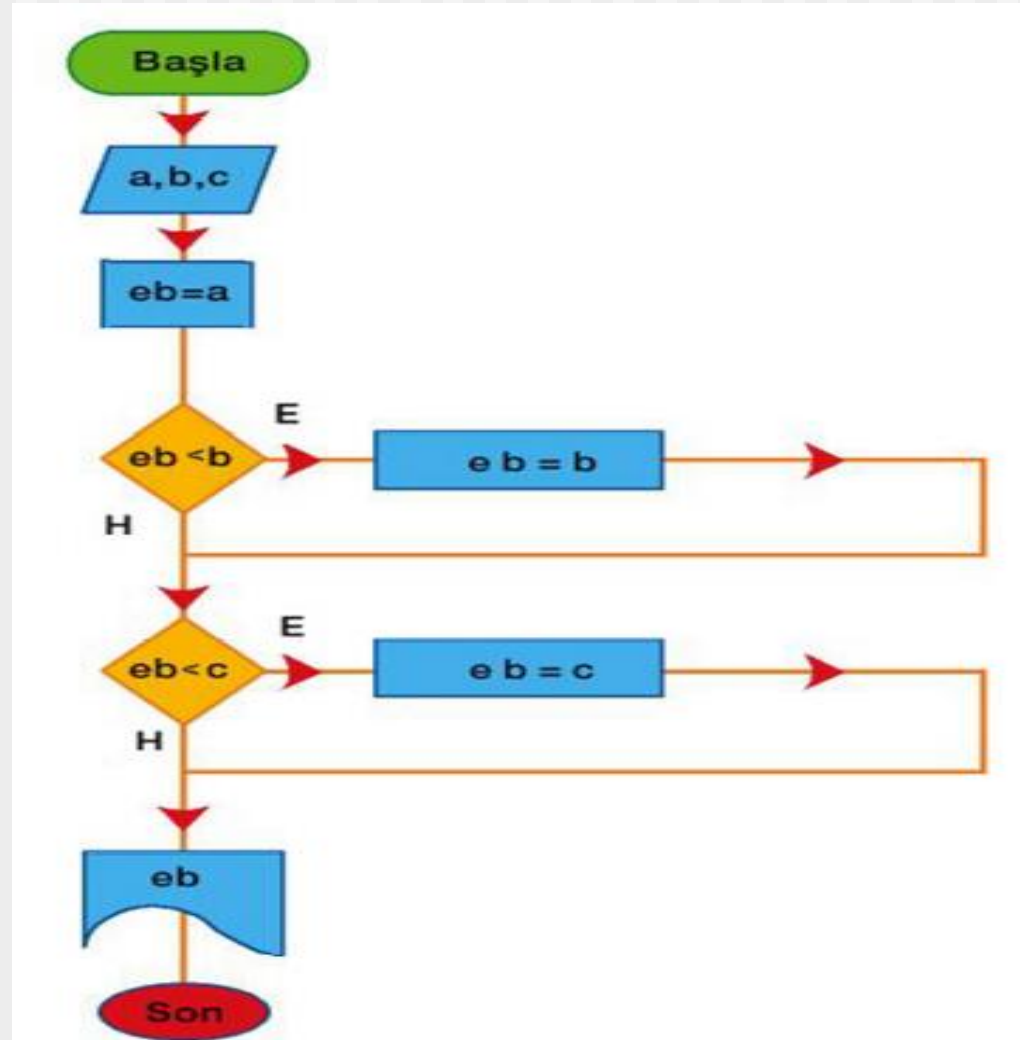 Başla
a,b,c
eb=a
E
eb <b
e b = b
H
E
eb<c
e b = c
H
eb
Son